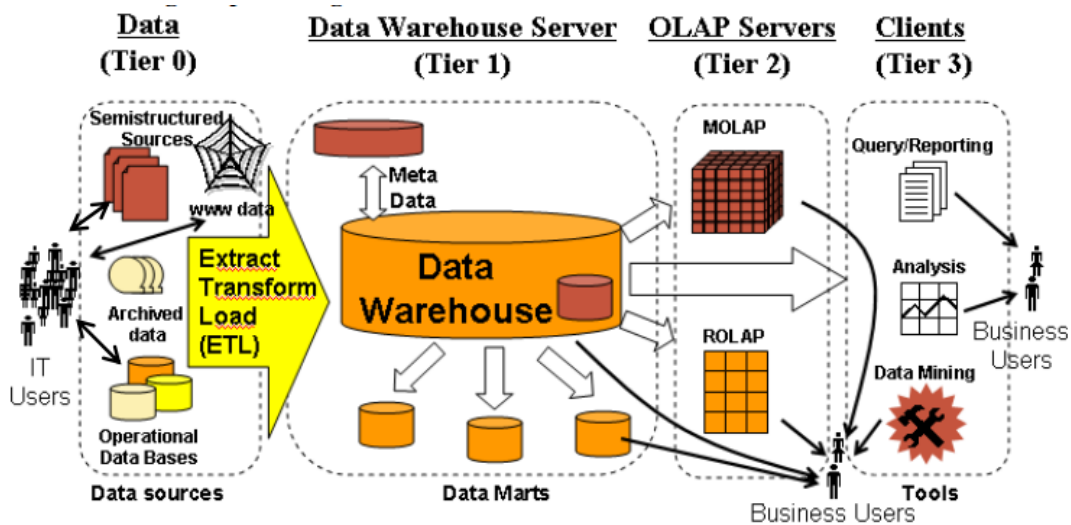 Data
(Tier 0)
Data Warehouse Server
(Tier 1)
OLAP Servers
(Tier 2)
Clients
(Tier 3)
Semistructured
Sources
www data
Archived
data
Operational
Data Bases
Data sources
IT
Users
Extract
Transform
Load
(ETL)
Meta
Data
Data
Warehouse
Data Marts
MOLAP
ROLAP
Business Users
Query/Reporting
Analysis
Data Mining
Tools
Business
Users